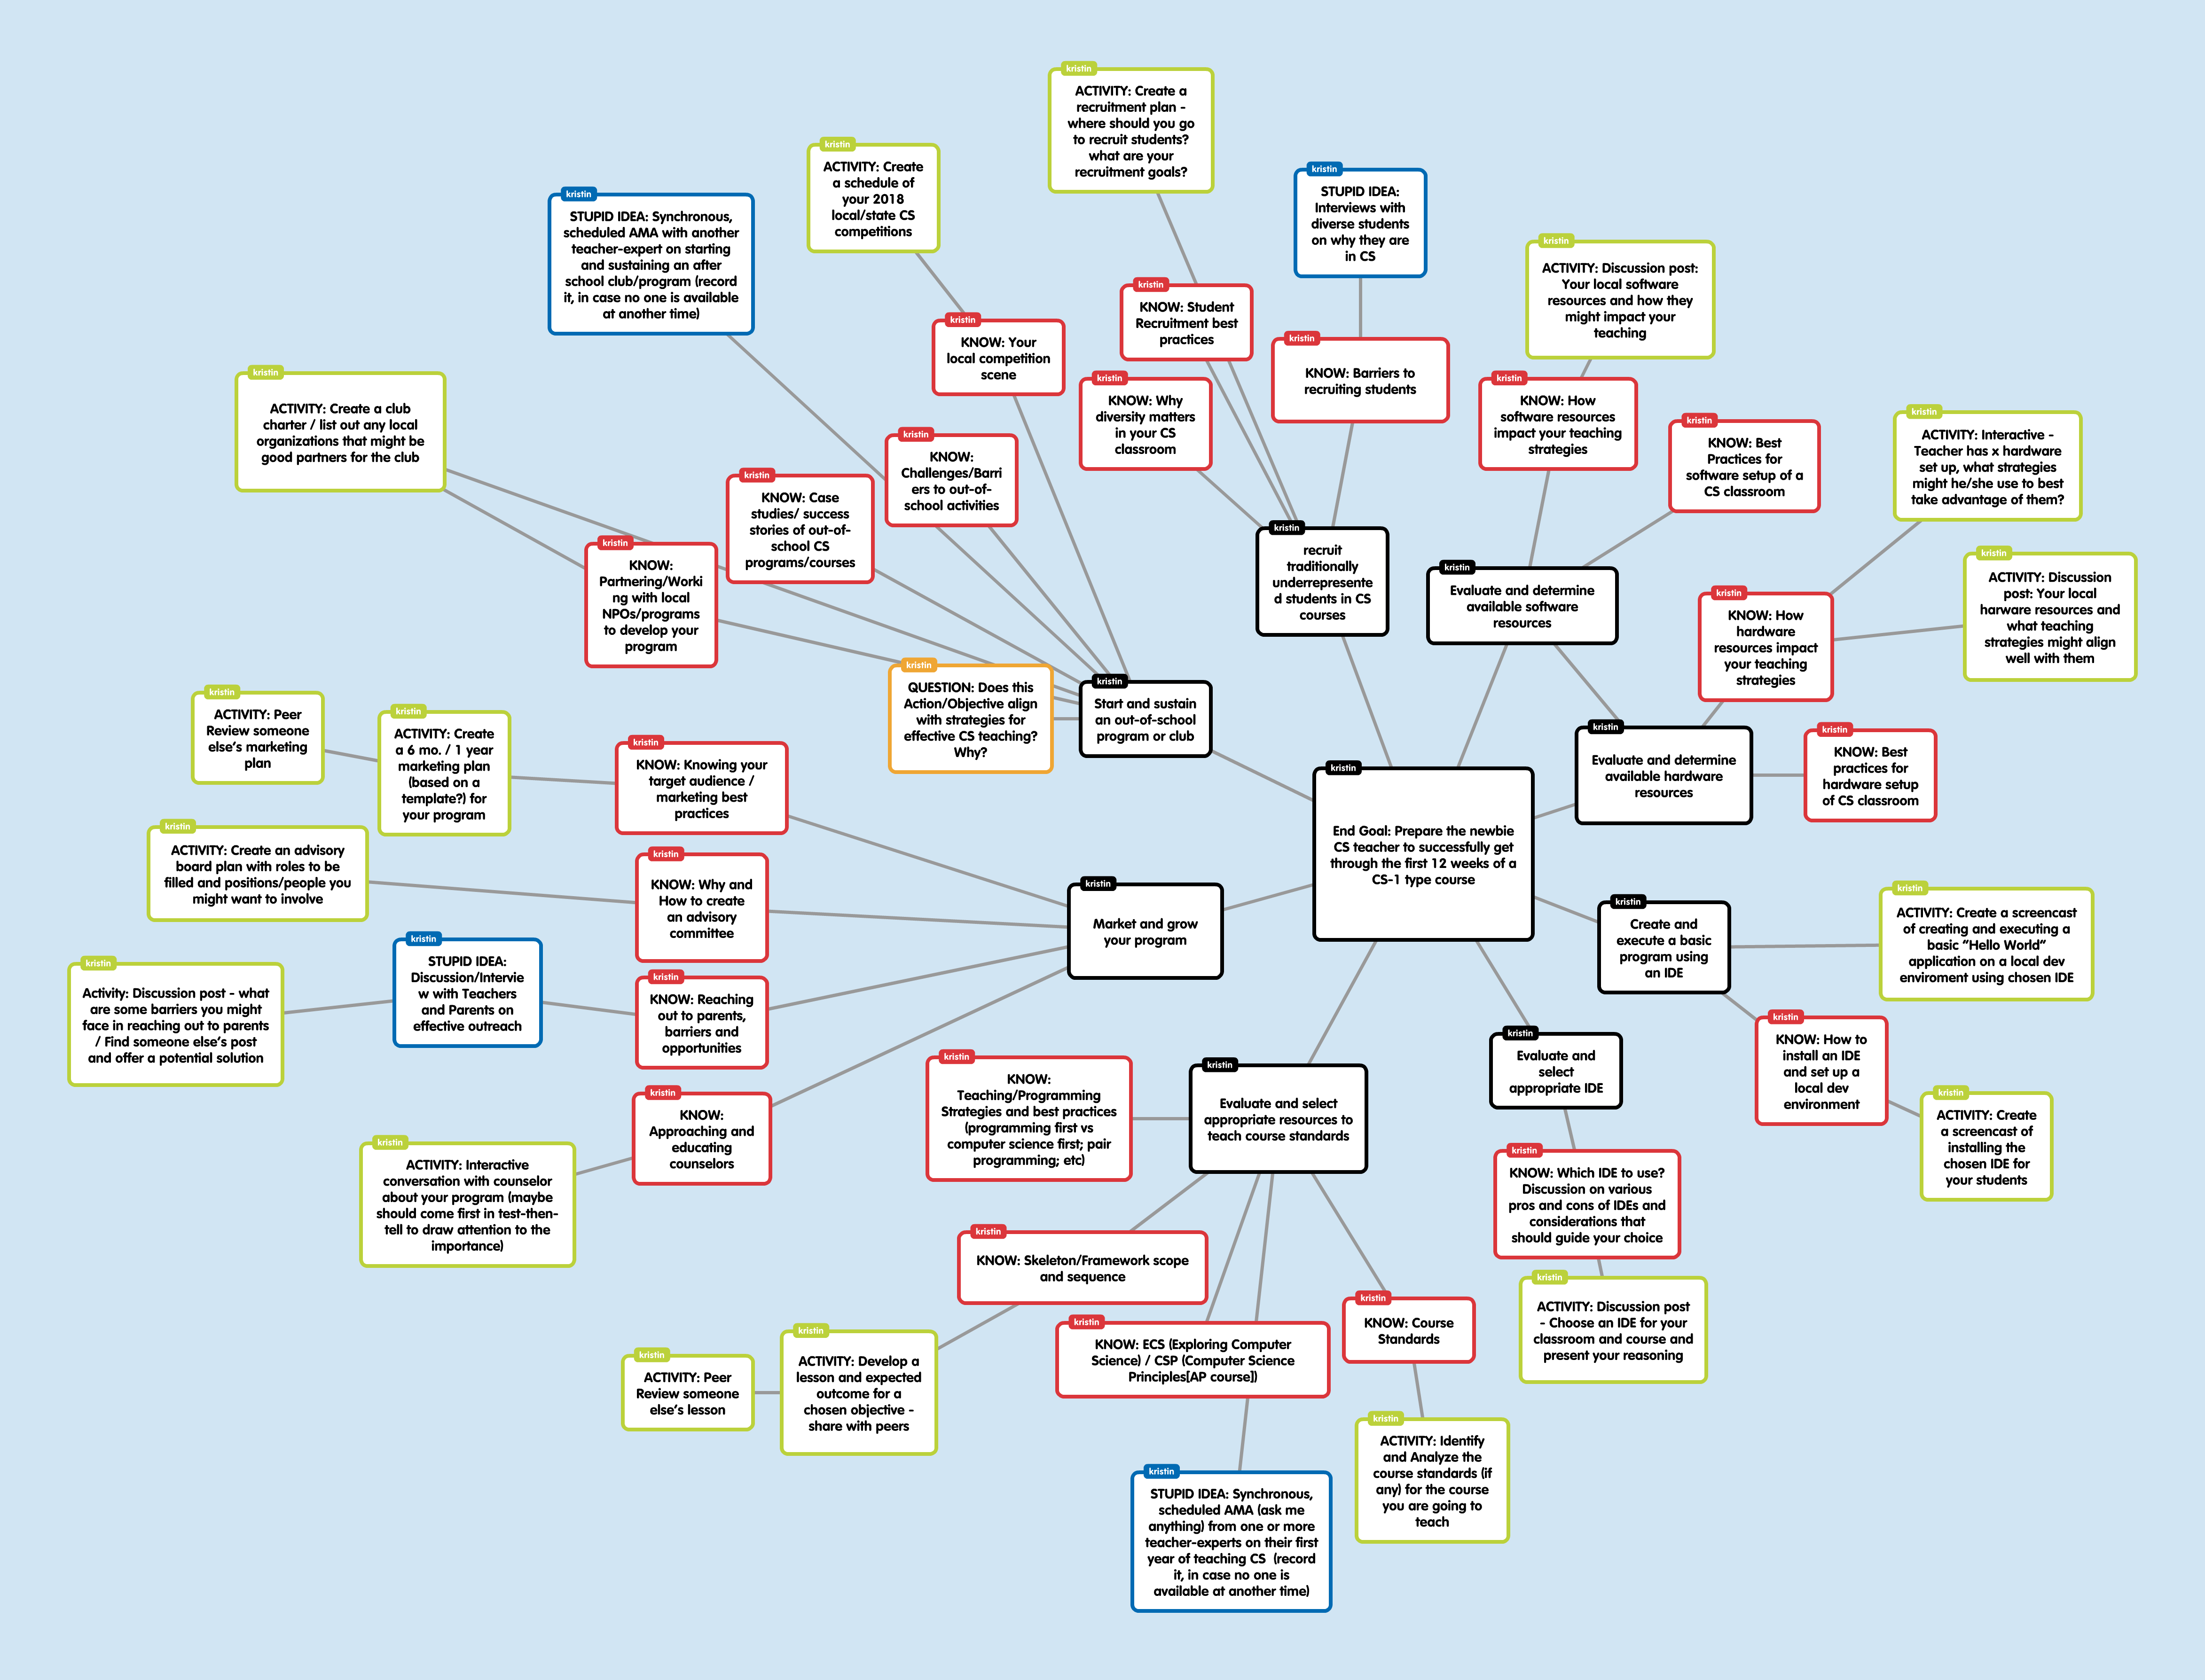 kristin
ACTIVITY: Create a
recruitment plan -
where should you go
to recruit students?
what are your
recruitment goals?
kristin
ACTIVITY: Create
a schedule of
your 2018
local/state CS
competitions
kristin
STUPID IDEA:
Interviews with
diverse students
on why they are
in CS
kristin
STUPID IDEA: Synchronous,
scheduled AMA with another
teacher-expert on starting
and sustaining an after
school club/program (record
it, in case no one is available
at another time)
kristin
ACTIVITY: Discussion post:
Your local software
resources and how they
might impact your
teaching
kristin
KNOW: Student
Recruitment best
practices
kristin
KNOW: Your
local competition
scene
kristin
KNOW: Barriers to
recruiting students
kristin
ACTIVITY: Create a club
charter / list out any local
organizations that might be
good partners for the club
kristin
KNOW: Why
diversity matters
in your CS
classroom
kristin
KNOW: How
software resources
impact your teaching
strategies
kristin
KNOW: Best
Practices for
software setup of a
CS classroom
kristin
ACTIVITY: Interactive -
Teacher has x hardware
set up, what strategies
might he/she use to best
take advantage of them?
kristin
KNOW:
Challenges/Barri
ers to out-of-
school activities
kristin
KNOW: Case
studies/ success
stories of out-of-
school CS
programs/courses
kristin
KNOW:
Partnering/Worki
ng with local
NPOs/programs
to develop your
program
kristin
recruit
traditionally
underrepresente
d students in CS
courses
kristin
Evaluate and determine
available software
resources
kristin
ACTIVITY: Discussion
post: Your local
harware resources and
what teaching
strategies might align
well with them
kristin
KNOW: How
hardware
resources impact
your teaching
strategies
kristin
QUESTION: Does this
Action/Objective align
with strategies for
effective CS teaching?
Why?
kristin
Start and sustain
an out-of-school
program or club
kristin
ACTIVITY: Peer
Review someone
else's marketing
plan
kristin
ACTIVITY: Create
a 6 mo. / 1 year
marketing plan
(based on a
template?) for
your program
kristin
KNOW: Knowing your
target audience /
marketing best
practices
kristin
Evaluate and determine
available hardware
resources
kristin
KNOW: Best
practices for
hardware setup
of CS classroom
kristin
End Goal: Prepare the newbie
CS teacher to successfully get
through the first 12 weeks of a
CS-1 type course
kristin
ACTIVITY: Create an advisory
board plan with roles to be
filled and positions/people you
might want to involve
kristin
KNOW: Why and
How to create
an advisory
committee
kristin
Market and grow
your program
kristin
Create and
execute a basic
program using
an IDE
kristin
ACTIVITY: Create a screencast
of creating and executing a
basic "Hello World"
application on a local dev
enviroment using chosen IDE
kristin
STUPID IDEA:
Discussion/Intervie
w with Teachers
and Parents on
effective outreach
kristin
Activity: Discussion post - what
are some barriers you might
face in reaching out to parents
/ Find someone else's post
and offer a potential solution
kristin
KNOW: Reaching
out to parents,
barriers and
opportunities
kristin
KNOW: How to
install an IDE
and set up a
local dev
environment
kristin
Evaluate and
select
appropriate IDE
kristin
KNOW:
Teaching/Programming
Strategies and best practices
(programming first vs
computer science first; pair
programming; etc)
kristin
Evaluate and select
appropriate resources to
teach course standards
kristin
KNOW:
Approaching and
educating
counselors
kristin
ACTIVITY: Create
a screencast of
installing the
chosen IDE for
your students
kristin
ACTIVITY: Interactive
conversation with counselor
about your program (maybe
should come first in test-then-
tell to draw attention to the
importance)
kristin
KNOW: Which IDE to use?
Discussion on various
pros and cons of IDEs and
considerations that
should guide your choice
kristin
KNOW: Skeleton/Framework scope
and sequence
kristin
ACTIVITY: Discussion post
- Choose an IDE for your
classroom and course and
present your reasoning
kristin
KNOW: Course
Standards
kristin
KNOW: ECS (Exploring Computer
Science) / CSP (Computer Science
Principles[AP course])
kristin
ACTIVITY: Develop a
lesson and expected
outcome for a
chosen objective -
share with peers
kristin
ACTIVITY: Peer
Review someone
else's lesson
kristin
ACTIVITY: Identify
and Analyze the
course standards (if
any) for the course
you are going to
teach
kristin
STUPID IDEA: Synchronous,
scheduled AMA (ask me
anything) from one or more
teacher-experts on their first
year of teaching CS (record
it, in case no one is
available at another time)